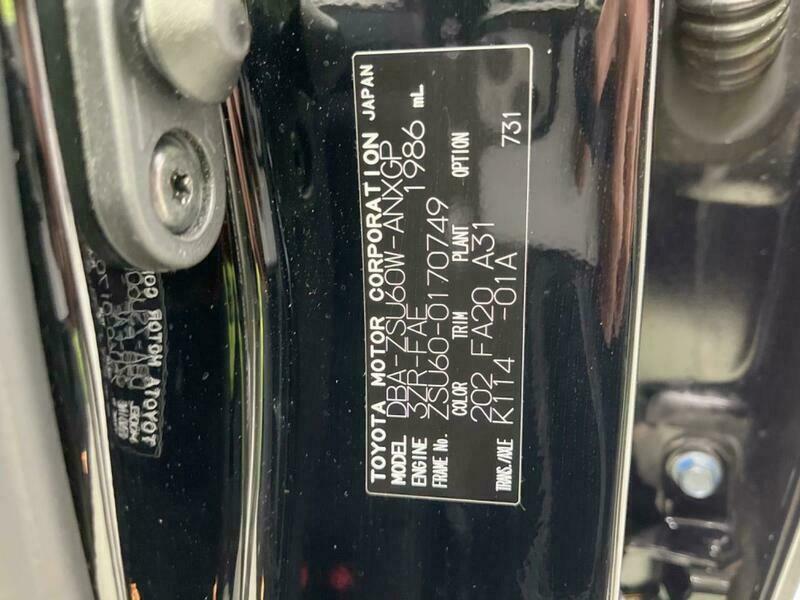 TOYOTA MOTOR CORPORATION JAPAN
MODEL DBA-ZSU60W-ANXGP
ENGINE 3ZR-FAE 1986 mL
FRAME No. ZSU60-0170749
COLOR TRIM PLANT OPTION
202 FA20 A31 731
TRANS./AXLE K114 -01A